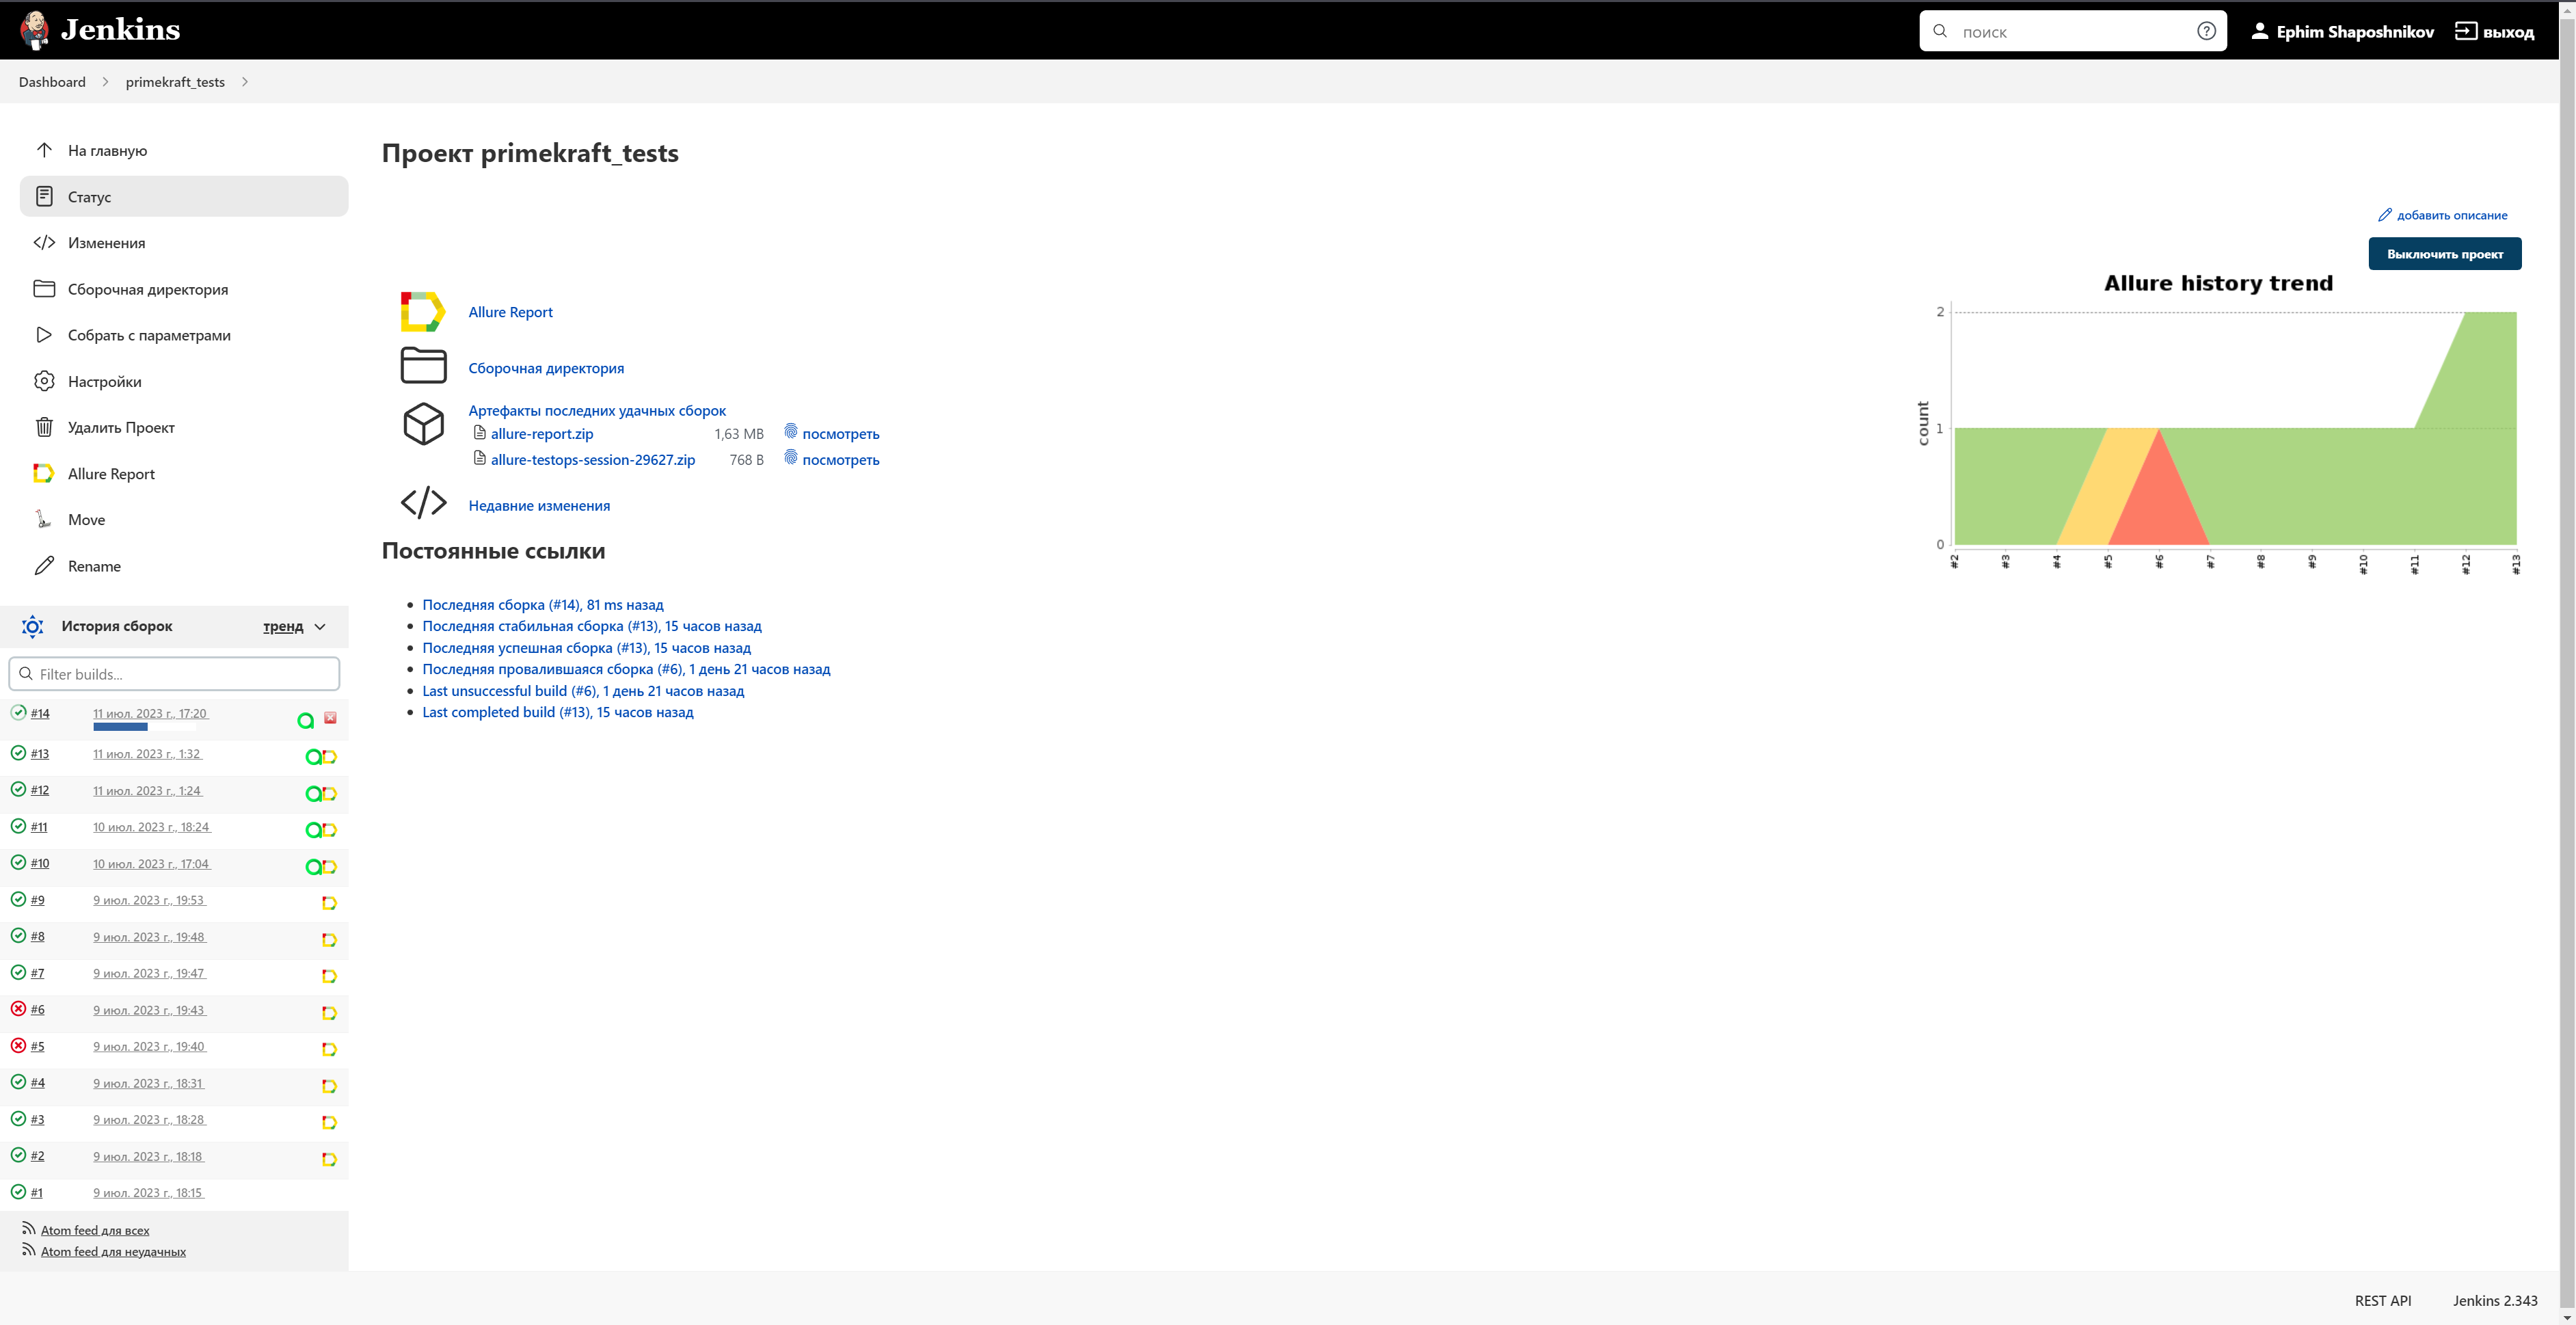 Jenkins
поиск
Ephim Shaposhnikov
выход
Dashboard
primekraft_tests
На главную
Статус
Изменения
Сборочная директория
Собрать с параметрами
Настройки
Удалить Проект
Allure Report
Move
Rename
История сборок
тренд
Filter builds...
#14 11 июл. 2023 г., 17:20
#13 11 июл. 2023 г., 1:32
#12 11 июл. 2023 г., 1:24
#11 10 июл. 2023 г., 18:24
#10 10 июл. 2023 г., 17:04
#9 9 июл. 2023 г., 19:53
#8 9 июл. 2023 г., 19:48
#7 9 июл. 2023 г., 19:47
#6 9 июл. 2023 г., 19:43
#5 9 июл. 2023 г., 19:40
#4 9 июл. 2023 г., 18:31
#3 9 июл. 2023 г., 18:28
#2 9 июл. 2023 г., 18:18
#1 9 июл. 2023 г., 18:15
Atom feed для всех
Atom feed для неудачных
Проект primekraft_tests
добавить описание
Выключить проект
Allure Report
Сборочная директория
Артефакты последних удачных сборок
allure-report.zip 1,63 MB посмотреть
allure-testops-session-29627.zip 768 B посмотреть
Недавние изменения
Постоянные ссылки
Последняя сборка (#14), 81 ms назад
Последняя стабильная сборка (#13), 15 часов назад
Последняя успешная сборка (#13), 15 часов назад
Последняя провалившаяся сборка (#6), 1 день 21 часов назад
Last unsuccessful build (#6), 1 день 21 часов назад
Last completed build (#13), 15 часов назад
Allure history trend
count
2
1
0
#2 #3 #4 #5 #6 #7 #8 #9 #10 #11 #12 #13
REST API
Jenkins 2.343